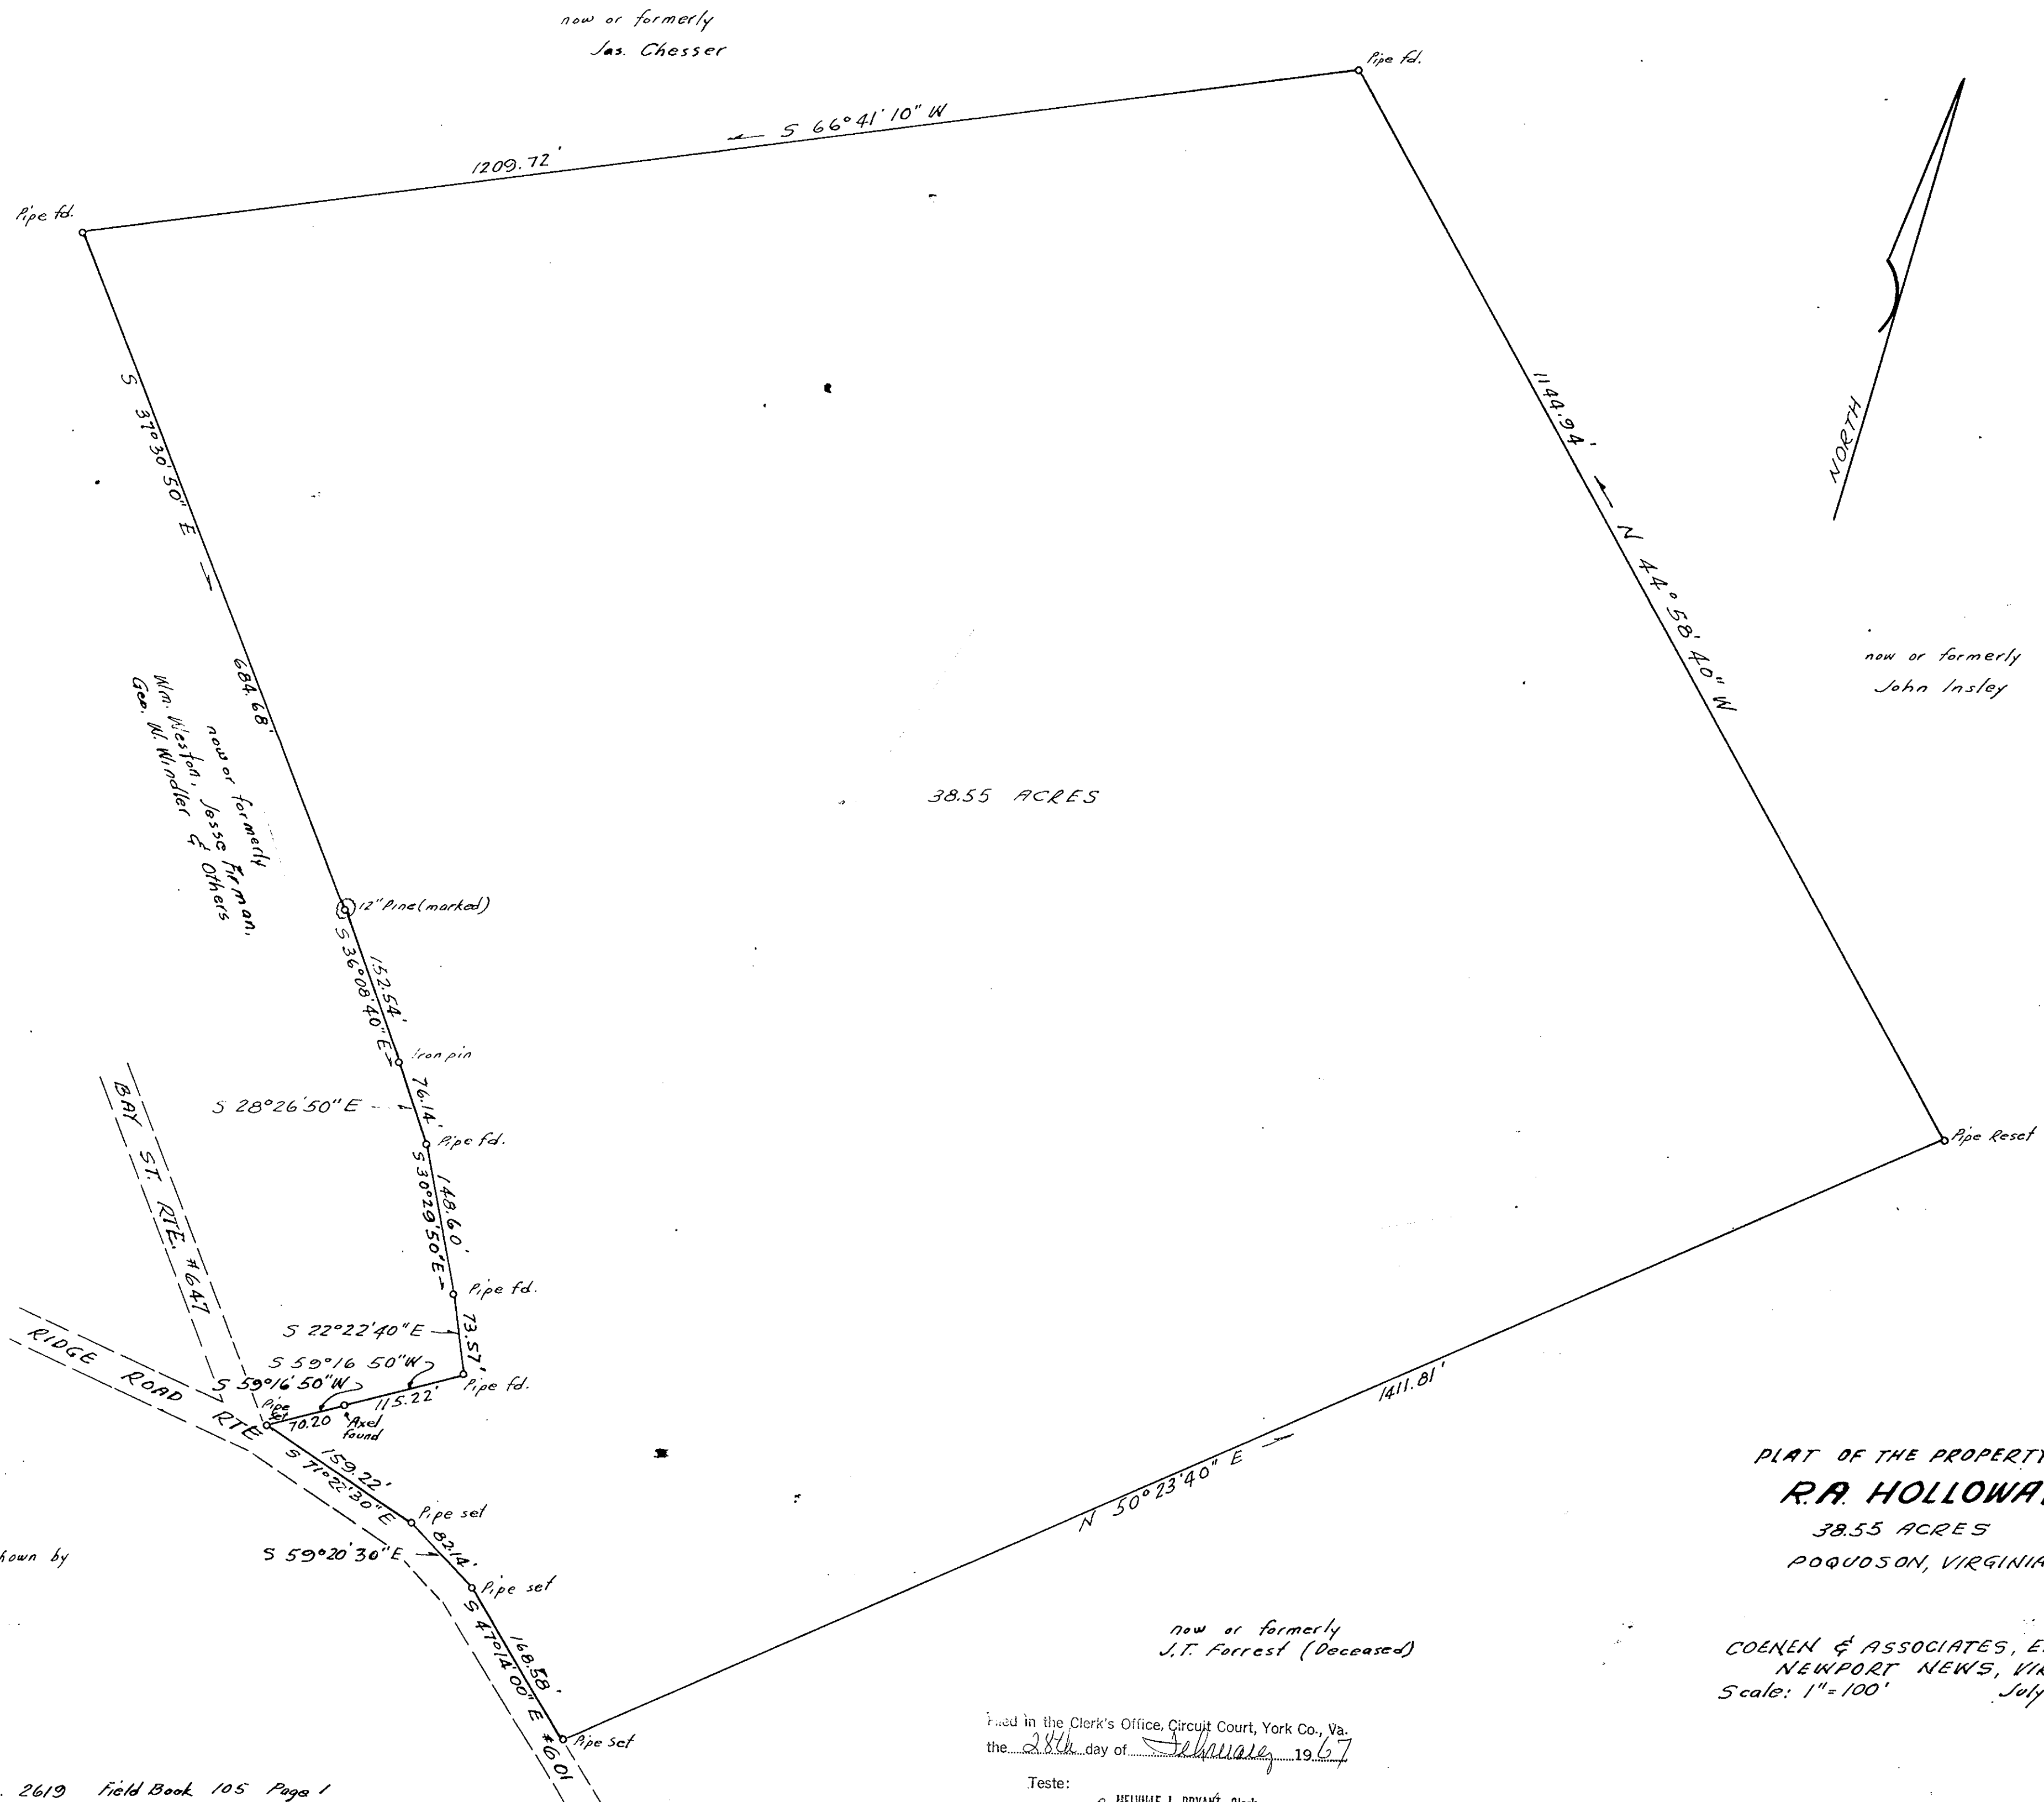 now or formerly
Jas. Chesser
Pipe fd.
S 66°41'10" W
1209.72'
Pipe fd.
S 37°30'50" E
684.68'
now or formerly
Wm. Weston, Jesse Firman,
Geo. W. Windler & Others
1144.94'
N 44°58'40" W
NORTH
now or formerly
John Insley
38.55 ACRES
12" Pine (marked)
152.54'
S 36°08'40" E
Iron pin
76.14'
S 28°26'50" E
Pipe fd.
148.60'
S 30°29'50" E
Pipe fd.
S 22°22'40" E
73.57'
S 59°16 50" W
S 59°16'50" W
Pipe fd.
Pipe
set
70.20
115.22'
Axel
found
BAY ST. RTE. #647
RIDGE ROAD RTE #601
159.22'
S 71°22'30" E
Pipe set
82.14'
S 59°20'30" E
Pipe set
168.58'
S 47°14'00" E
Pipe set
Pipe Reset
1411.81'
N 50°23'40" E
now or formerly
J.T. Forrest (Deceased)
PLAT OF THE PROPERTY
R.A. HOLLOWA
38.55 ACRES
POQUOSON, VIRGINIA
COENEN & ASSOCIATES, E
NEWPORT NEWS, VI
Scale: 1" = 100' July
hown by
Filed in the Clerk's Office, Circuit Court, York Co., Va.
the 28th day of February 1967
Teste:
. 2619 Field Book 105 Page 1